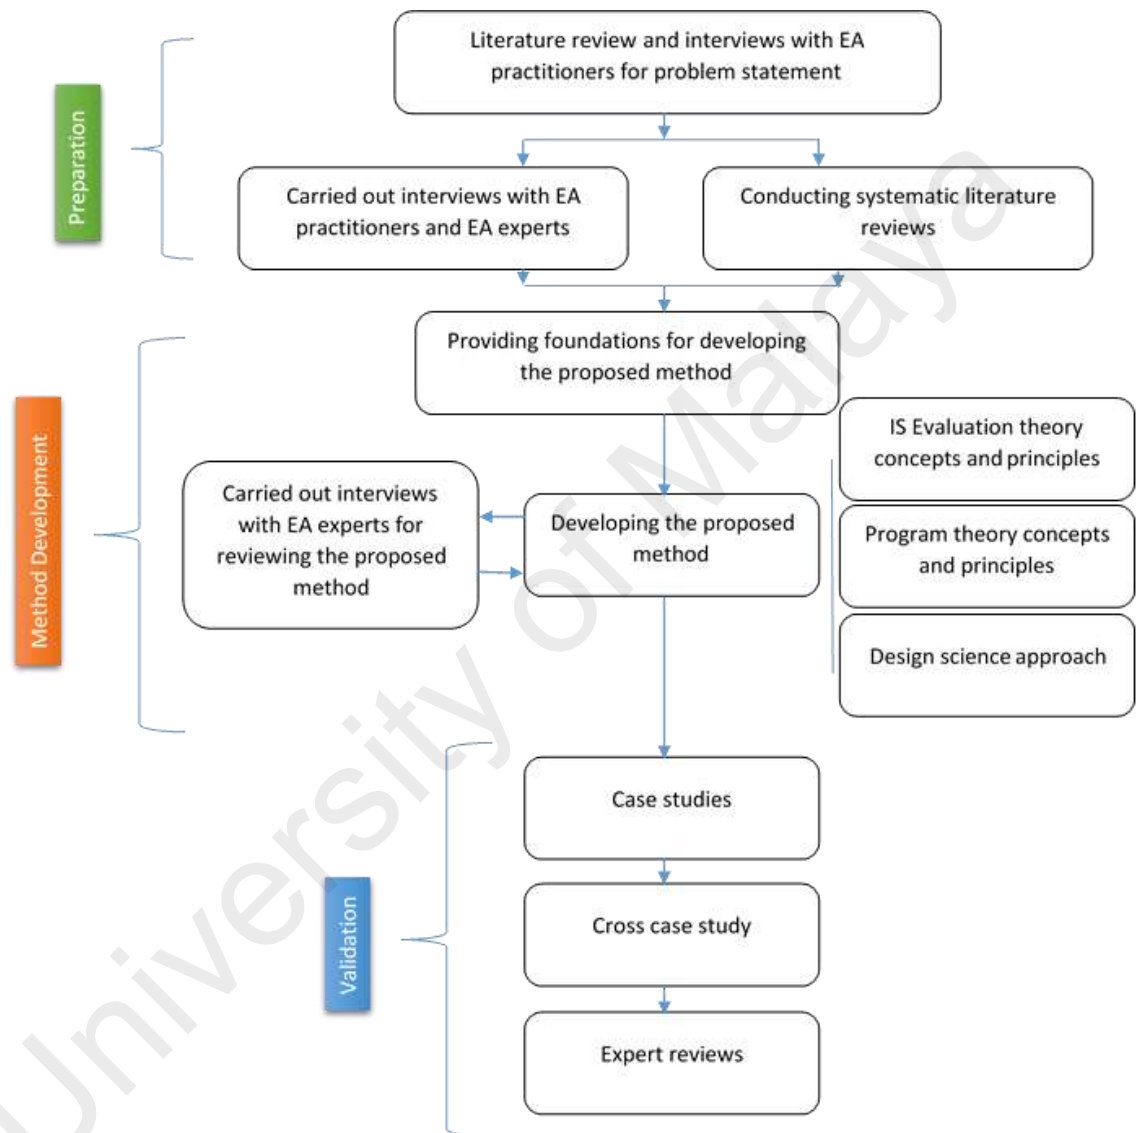 Literature review and interviews with EA
practitioners for problem statement
Preparation
Carried out interviews with EA
practitioners and EA experts
Conducting systematic literature
reviews
Providing foundations for developing
the proposed method
Method Development
IS Evaluation theory
concepts and principles
Carried out interviews
with EA experts for
reviewing the proposed
method
Developing the proposed
method
Program theory concepts
and principles
Design science approach
Case studies
Validation
Cross case study
Expert reviews
University of Malaya